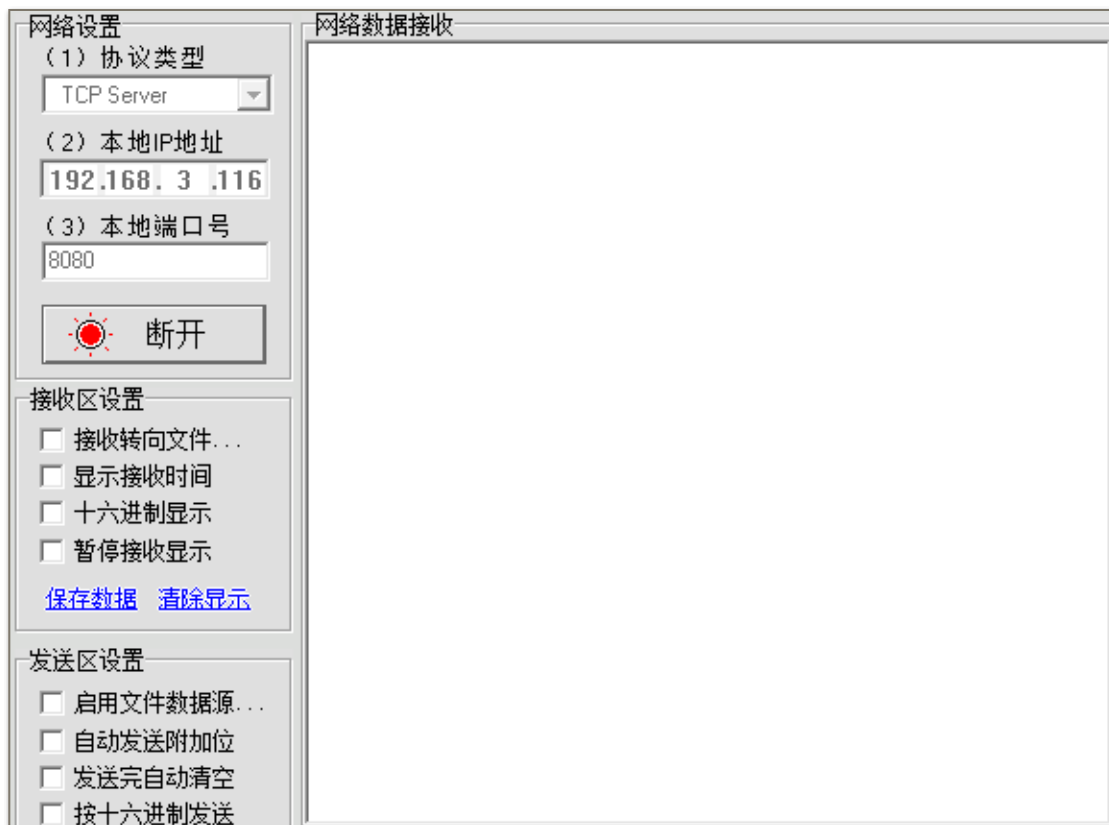 网络设置
(1) 协议类型
TCP Server
(2) 本地IP地址
192.168. 3 .116
(3) 本地端口号
8080
断开
接收区设置
接收转向文件...
显示接收时间
十六进制显示
暂停接收显示
保存数据 清除显示
发送区设置
启用文件数据源...
自动发送附加位
发送完自动清空
按十六进制发送
网络数据接收